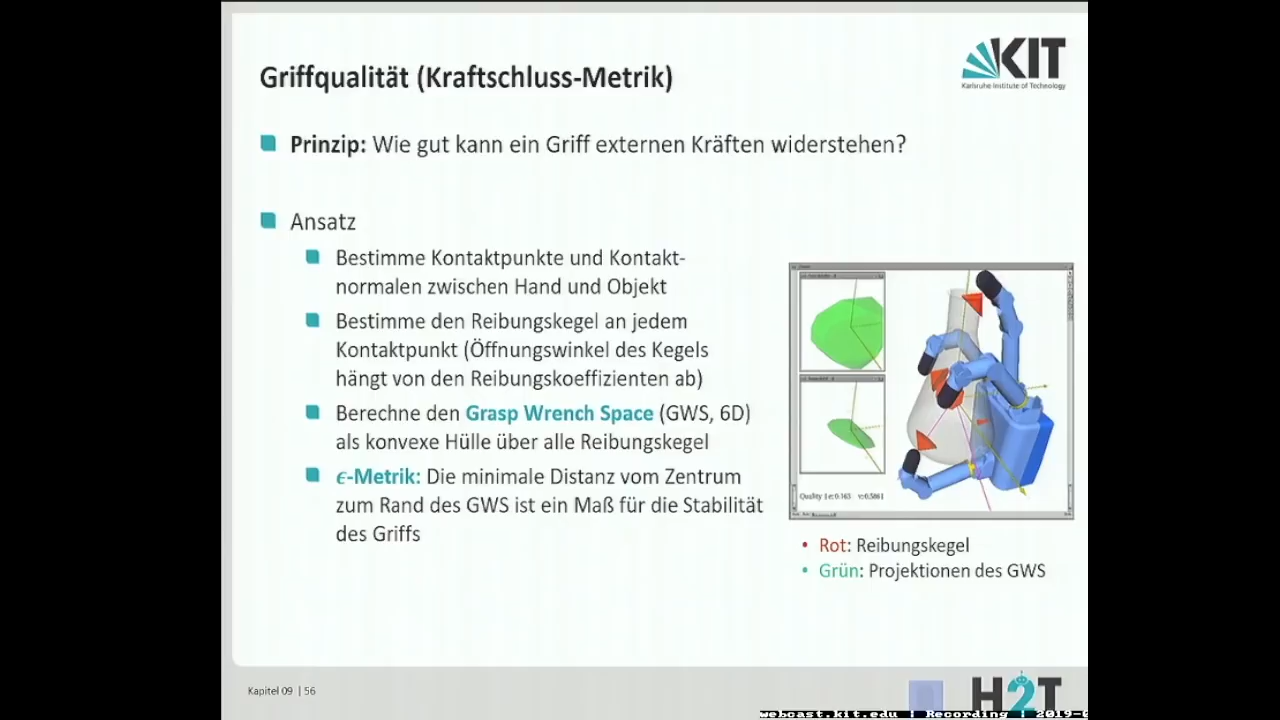 Griffqualität (Kraftschluss-Metrik)
KIT
Karlsruhe Institute of Technology
Prinzip: Wie gut kann ein Griff externen Kräften widerstehen?
Ansatz
Bestimme Kontaktpunkte und Kontakt-
normalen zwischen Hand und Objekt
Bestimme den Reibungskegel an jedem
Kontaktpunkt (Öffnungswinkel des Kegels
hängt von den Reibungskoeffizienten ab)
Berechne den Grasp Wrench Space (GWS, 6D)
als konvexe Hülle über alle Reibungskegel
ϵ-Metrik: Die minimale Distanz vom Zentrum
zum Rand des GWS ist ein Maß für die Stabilität
des Griffs
• Rot: Reibungskegel
• Grün: Projektionen des GWS
Kapitel 09 | 56
H2T
webcast.kit.edu | Recording | 2019-